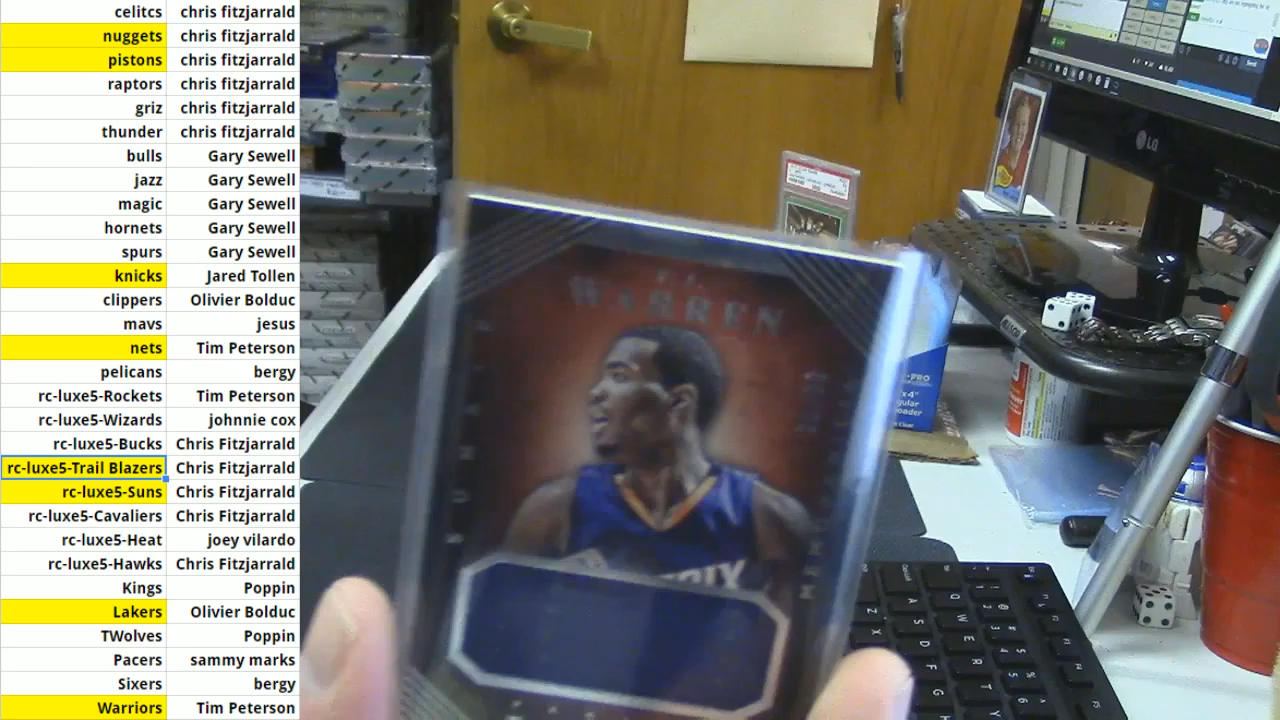 celitcs chris fitzjarrald
nuggets chris fitzjarrald
pistons chris fitzjarrald
raptors chris fitzjarrald
griz chris fitzjarrald
thunder chris fitzjarrald
bulls Gary Sewell
jazz Gary Sewell
magic Gary Sewell
hornets Gary Sewell
spurs Gary Sewell
knicks Jared Tollen
clippers Olivier Bolduc
mavs jesus
nets Tim Peterson
pelicans bergy
rc-luxe5-Rockets Tim Peterson
rc-luxe5-Wizards johnnie cox
rc-luxe5-Bucks Chris Fitzjarrald
rc-luxe5-Trail Blazers Chris Fitzjarrald
rc-luxe5-Suns Chris Fitzjarrald
rc-luxe5-Cavaliers Chris Fitzjarrald
rc-luxe5-Heat joey vilardo
rc-luxe5-Hawks Chris Fitzjarrald
Kings Poppin
Lakers Olivier Bolduc
TWolves Poppin
Pacers sammy marks
Sixers bergy
Warriors Tim Peterson
WARREN
LG